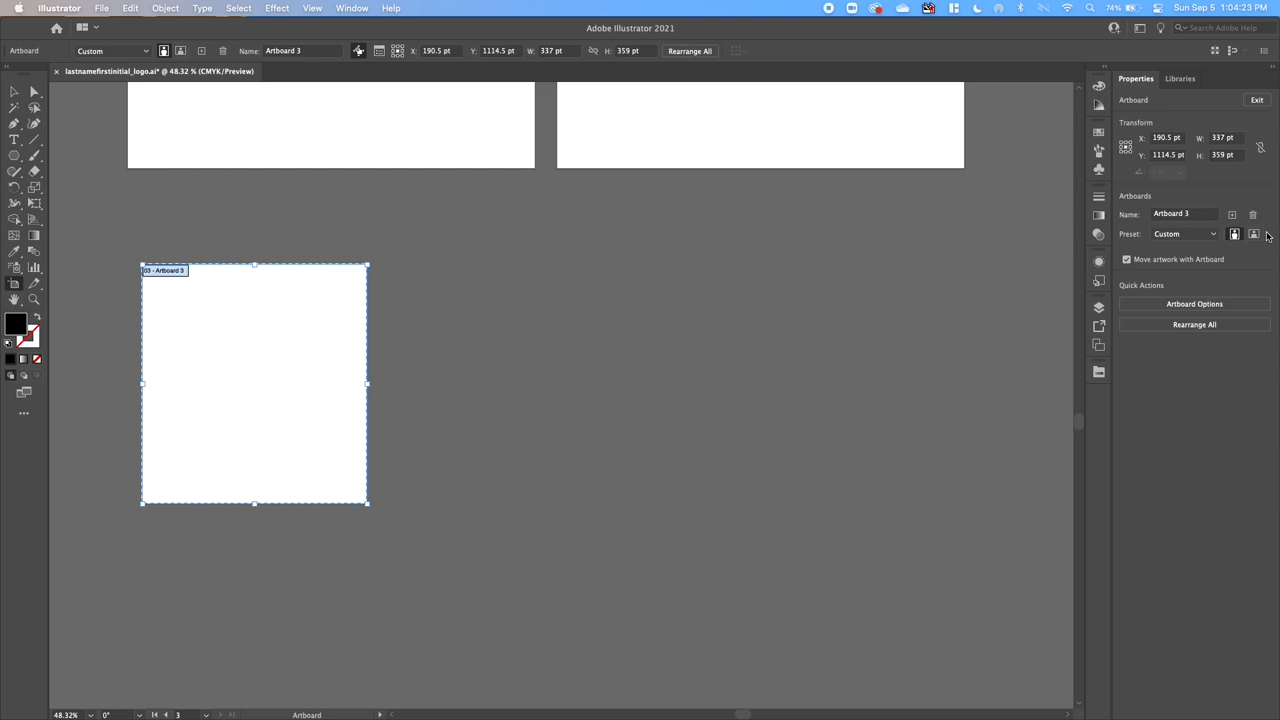 Illustrator File Edit Object Type Select Effect View Window Help 74% Sun Sep 5 1:04:23 PM
Adobe Illustrator 2021 Search Adobe Help
Artboard Custom Name: Artboard 3 X: 190.5 pt Y: 1114.5 pt W: 337 pt H: 359 pt Rearrange All
× lastnamefirstinitial_logo.ai* @ 48.32 % (CMYK/Preview)
Properties Libraries
Artboard Exit
Transform
X: 190.5 pt W: 337 pt
Y: 1114.5 pt H: 359 pt
Artboards
Name: Artboard 3
Preset: Custom
Move artwork with Artboard
Quick Actions
Artboard Options
Rearrange All
03 - Artboard 3
48.32% 0° 3 Artboard